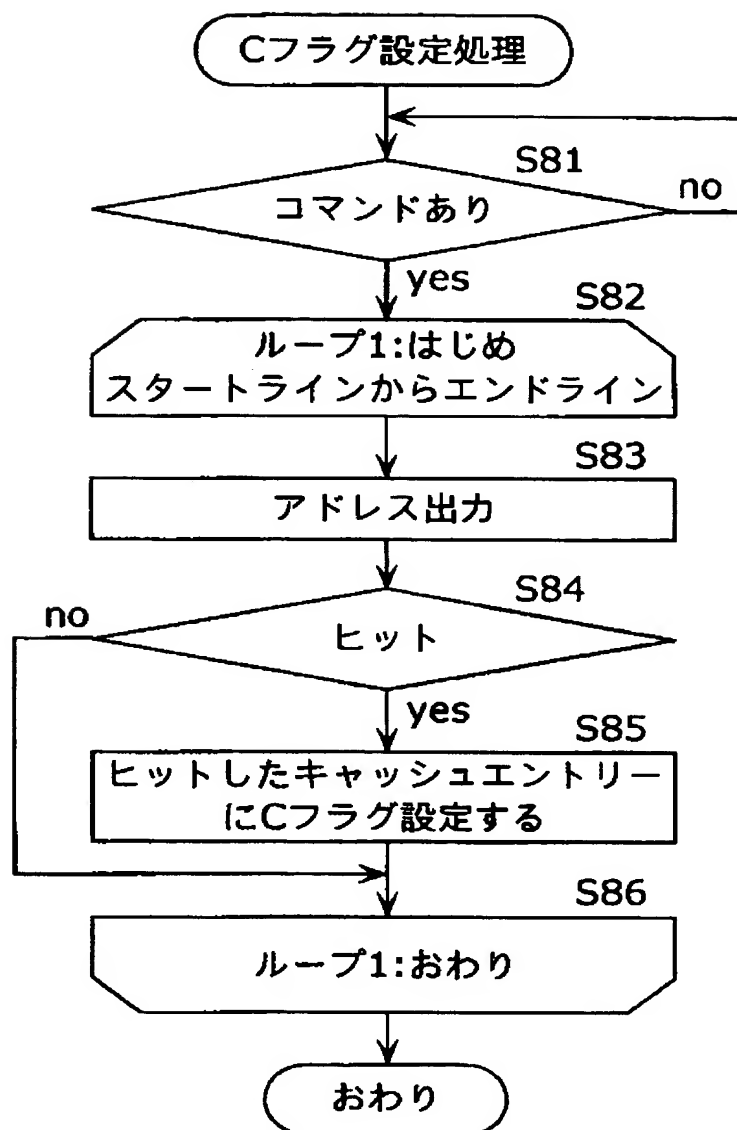 Cフラグ設定処理
S81
コマンドあり
no
yes
S82
ループ1:はじめ
スタートラインからエンドライン
S83
アドレス出力
S84
no
ヒット
yes
S85
ヒットしたキャッシュエントリー
にCフラグ設定する
S86
ループ1:おわり
おわり